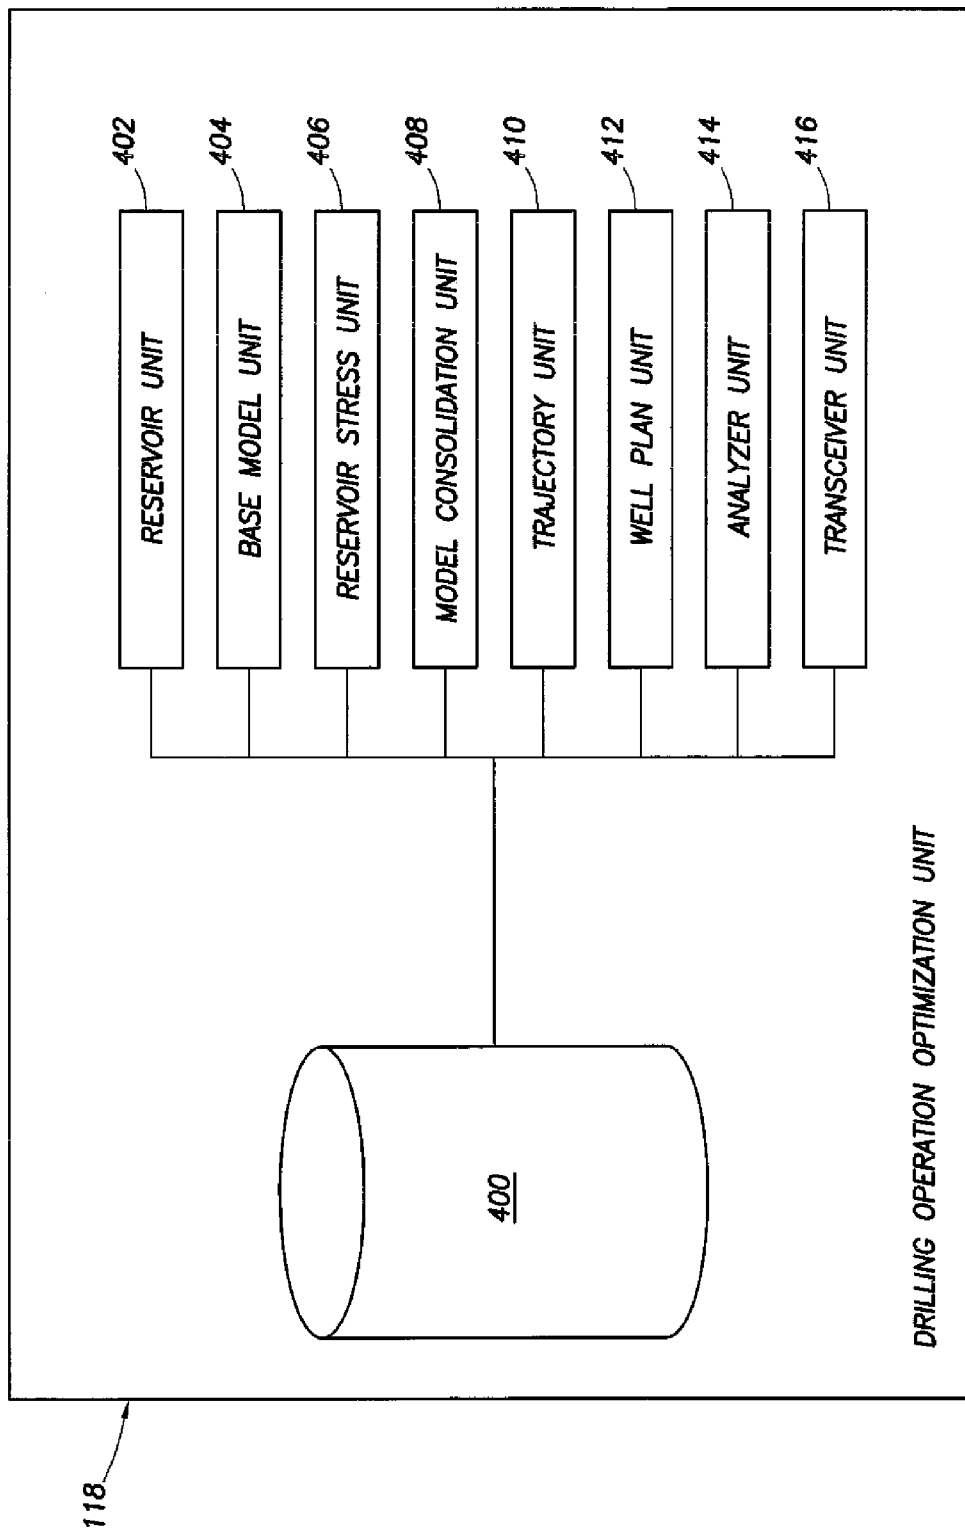 118
400
RESERVOIR UNIT
402
BASE MODEL UNIT
404
RESERVOIR STRESS UNIT
406
MODEL CONSOLIDATION UNIT
408
TRAJECTORY UNIT
410
WELL PLAN UNIT
412
ANALYZER UNIT
414
TRANSCEIVER UNIT
416
DRILLING OPERATION OPTIMIZATION UNIT